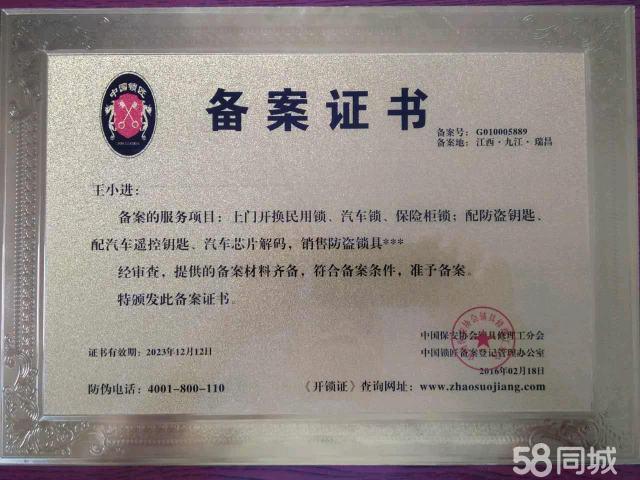 中国锁匠
备案证书
备案号：G010005889
备案地：江西·九江·瑞昌
王小进：
备案的服务项目：上门开换民用锁、汽车锁、保险柜锁；配防盗钥匙、
配汽车遥控钥匙、汽车芯片解码，销售防盗锁具***
经审查，提供的备案材料齐备，符合备案条件，准予备案。
特颁发此备案证书。
中国保安协会锁具修理工分会
证书有效期：2023年12月12日
中国锁匠备案登记管理办公室
2016年02月18日
防伪电话：4001-800-110
《开锁证》查询网址：www.zhaosuojiang.com
58同城